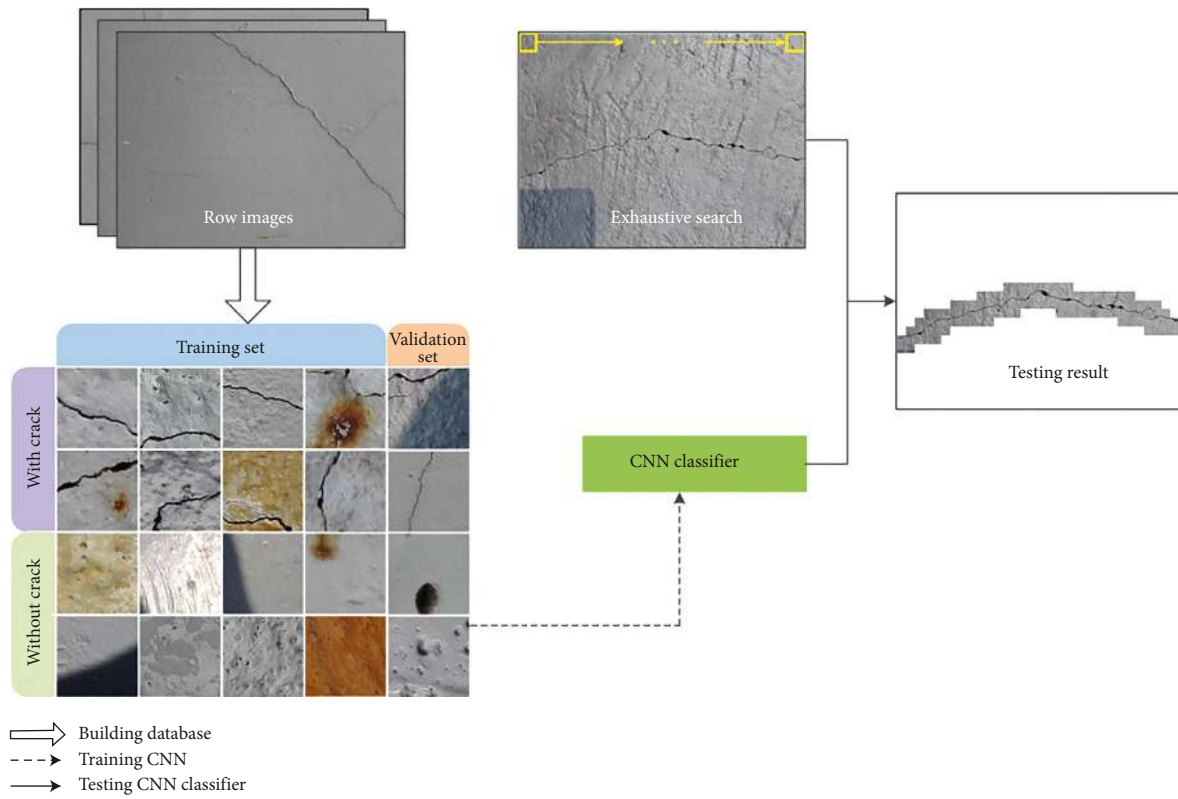 Row images
Exhaustive search
Training set
Validation
set
With crack
Without crack
CNN classifier
Testing result
Building database
Training CNN
Testing CNN classifier